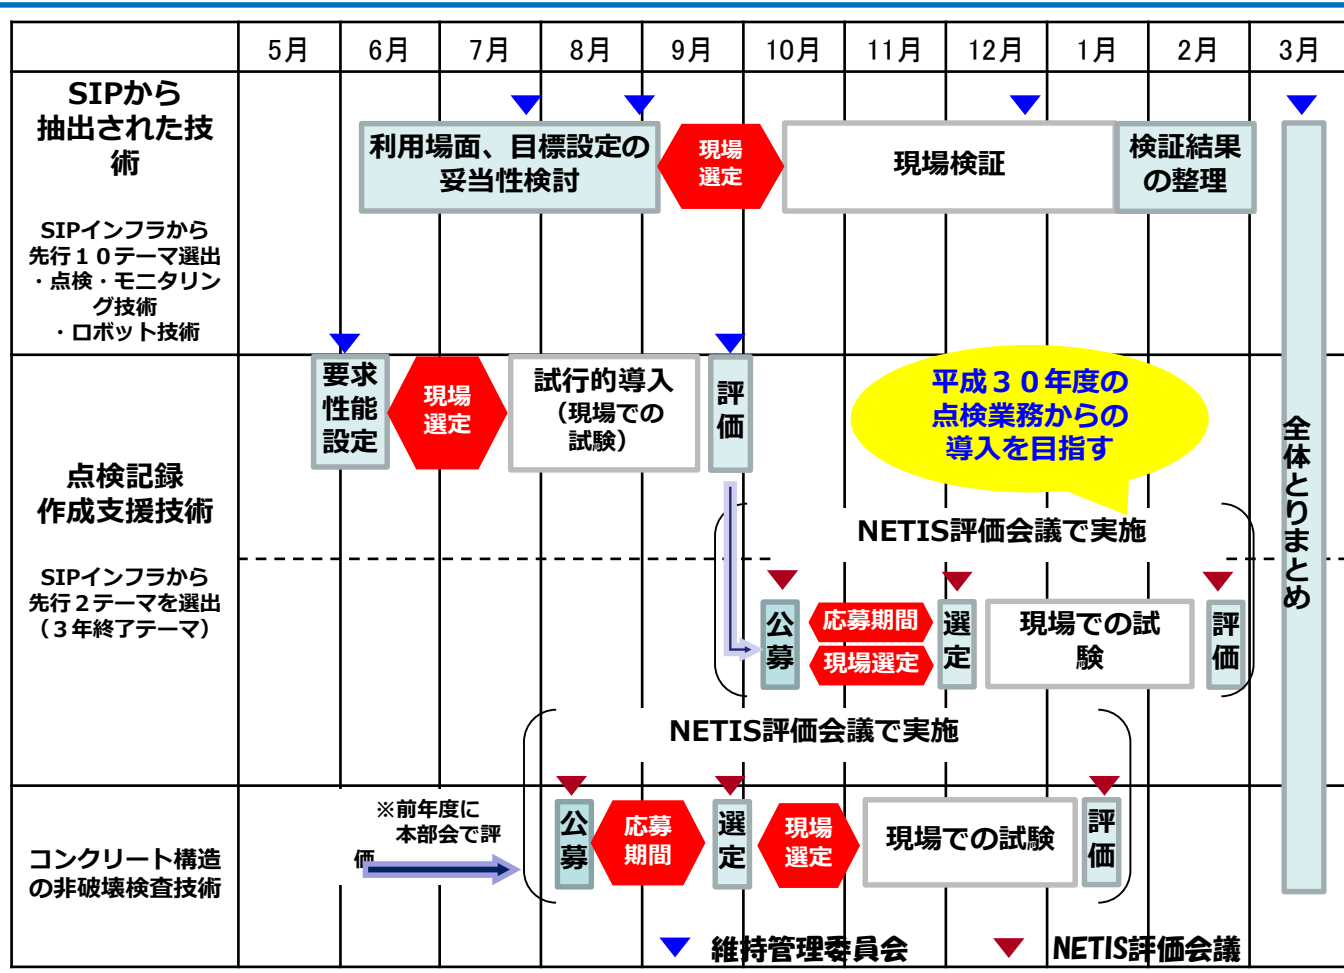 5月 6月 7月 8月 9月 10月 11月 12月 1月 2月 3月
SIPから
抽出された技
術
SIPインフラから
先行１０テーマ選出
・点検・モニタリン
グ技術
・ロボット技術
利用場面、目標設定の
妥当性検討
現場
選定
現場検証
検証結果
の整理
点検記録
作成支援技術
SIPインフラから
先行２テーマを選出
（３年終了テーマ）
要求
性能
設定
現場
選定
試行的導入
（現場での
試験）
評
価
平成３０年度の
点検業務からの
導入を目指す
NETIS評価会議で実施
公
募
応募期間
現場選定
選
定
現場での試
験
評
価
NETIS評価会議で実施
コンクリート構造
の非破壊検査技術
※前年度に
本部会で評
価
公
募
応募
期間
選
定
現場
選定
現場での試験
評
価
全体とりまとめ
維持管理委員会
NETIS評価会議